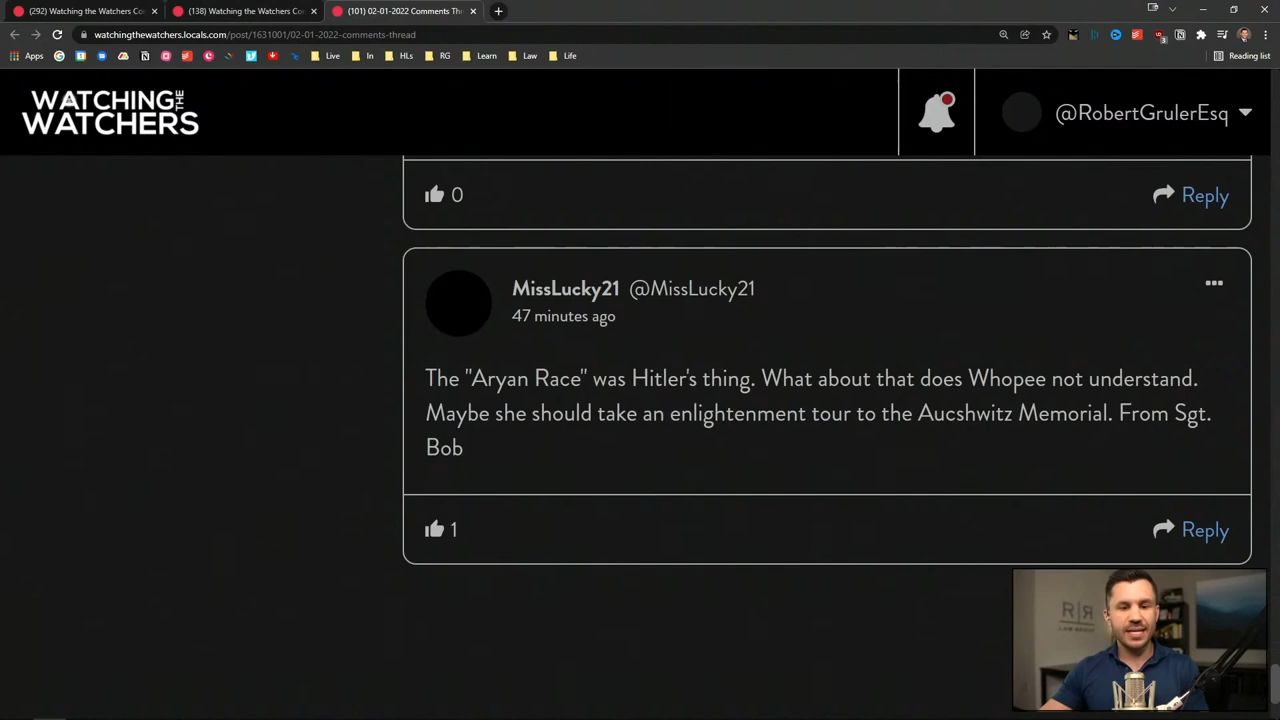 (292) Watching the Watchers Co
(138) Watching the Watchers Co
(101) 02-01-2022 Comments Th
watchingthewatchers.locals.com/post/1631001/02-01-2022-comments-thread
Apps
Live
In
HLs
RG
Learn
Law
Life
Reading list
WATCHING THE
WATCHERS
@RobertGrulerEsq
0
Reply
MissLucky21 @MissLucky21
47 minutes ago
The "Aryan Race" was Hitler's thing. What about that does Whopee not understand.
Maybe she should take an enlightenment tour to the Aucshwitz Memorial. From Sgt.
Bob
1
Reply
R|R